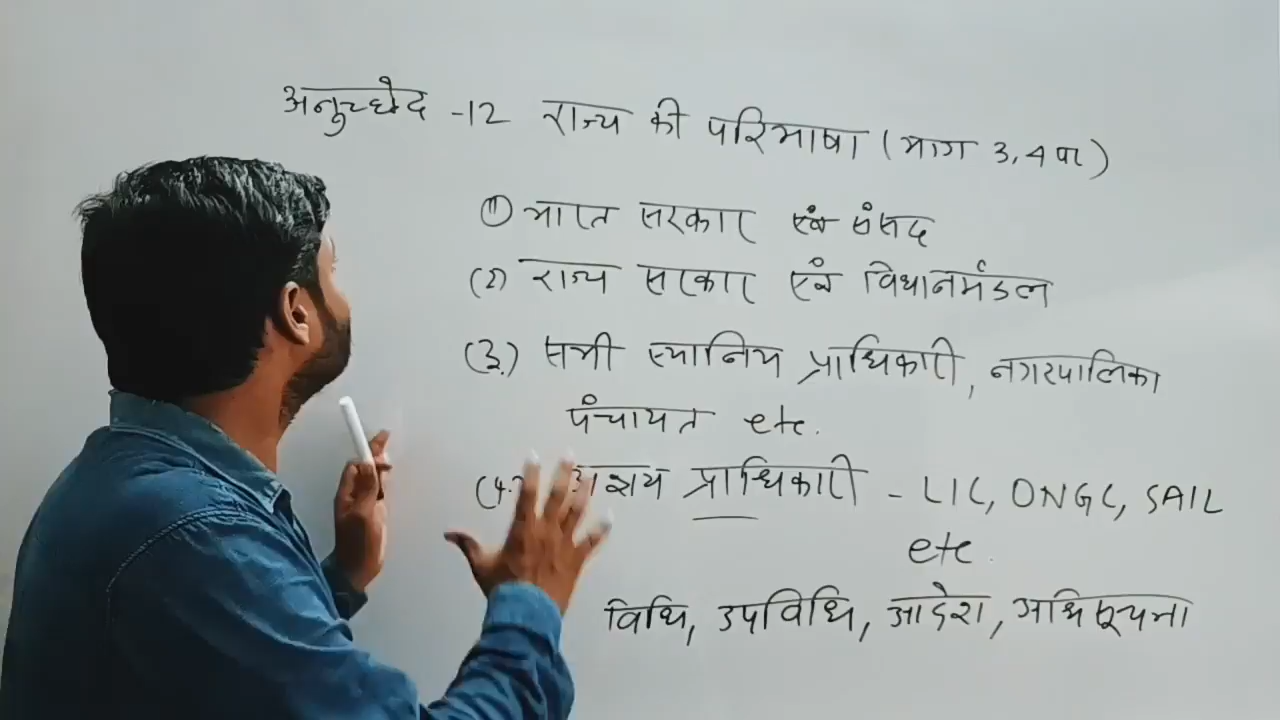 अनुच्छेद -12 राज्य की परिभाषा (भाग 3,4 पर)
(1) भारत सरकार एवं संसद
(2) राज्य सरकार एवं विधानमंडल
(3.) सभी स्थानिय प्राधिकारी, नगरपालिका
पंचायत etc.
(4.) प्राधिकारी - LIC, ONGC, SAIL
etc.
विधि, उपविधि, आदेश, अधिसूचना